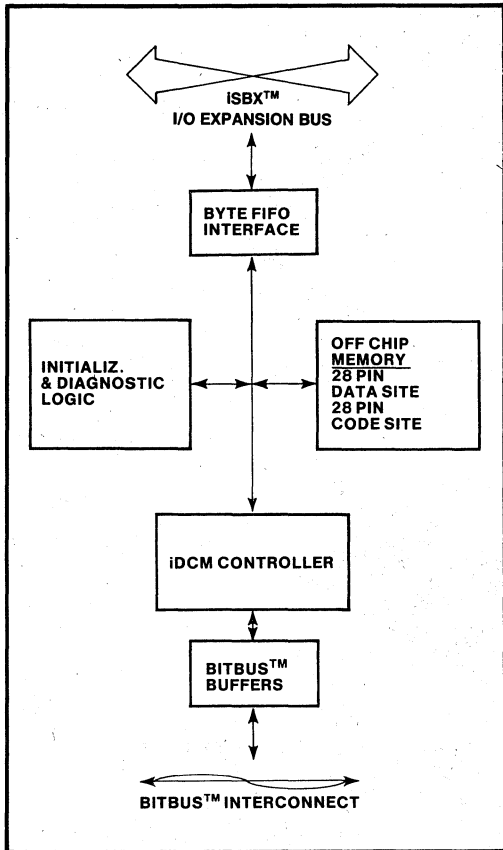 iSBX™
I/O EXPANSION BUS
BYTE FIFO
INTERFACE
INITIALIZ.
& DIAGNOSTIC
LOGIC
OFF CHIP
MEMORY
28 PIN
DATA SITE
28 PIN
CODE SITE
iDCM CONTROLLER
BITBUS™
BUFFERS
BITBUS™ INTERCONNECT